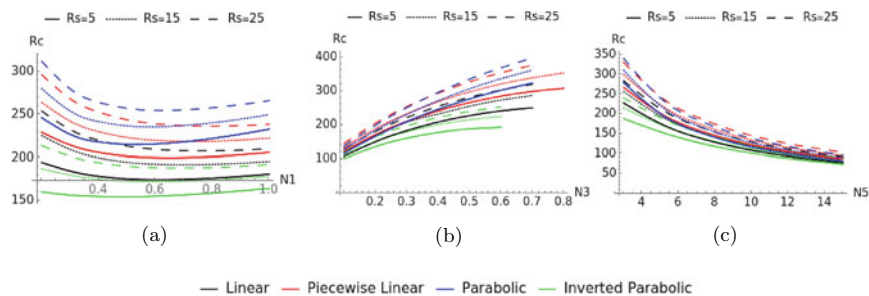 Rs=5 Rs=15 Rs=25
Rc
300
250
200
150
0.4 0.6 0.8 1.0
N1
(a)
Rs=5 Rs=15 Rs=25
Rc
400
300
200
100
0.2 0.3 0.4 0.5 0.6 0.7 0.8
N3
(b)
Rs=5 Rs=15 Rs=25
Rc
350
300
250
200
150
100
50
4 6 8 10 12 14
N5
(c)
Linear Piecewise Linear Parabolic Inverted Parabolic